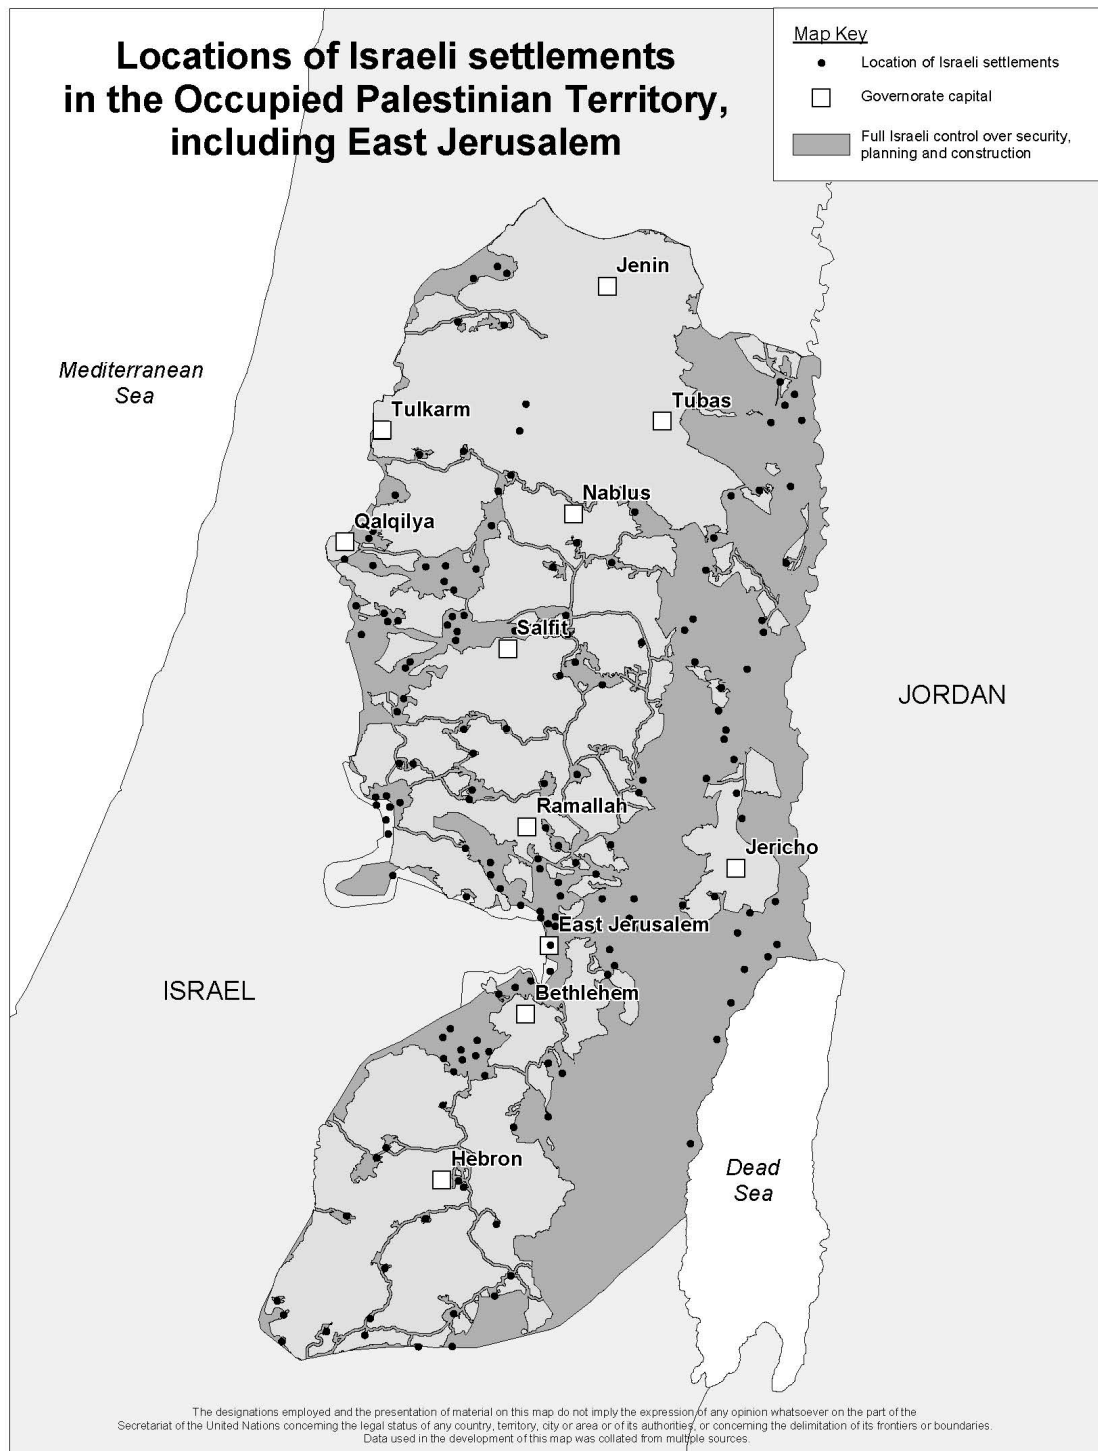 Locations of Israeli settlements
in the Occupied Palestinian Territory,
including East Jerusalem
Map Key
Location of Israeli settlements
Governorate capital
Full Israeli control over security,
planning and construction
Jenin
Mediterranean
Sea
Tubas
Tulkarm
Nablus
Qalqilya
Salfit
JORDAN
Ramallah
Jericho
East Jerusalem
ISRAEL
Bethlehem
Hebron
Dead
Sea
The designations employed and the presentation of material on this map do not imply the expression of any opinion whatsoever on the part of the
Secretariat of the United Nations concerning the legal status of any country, territory, city or area or of its authorities, or concerning the delimitation of its frontiers or boundaries.
Data used in the development of this map was collated from multiple sources.